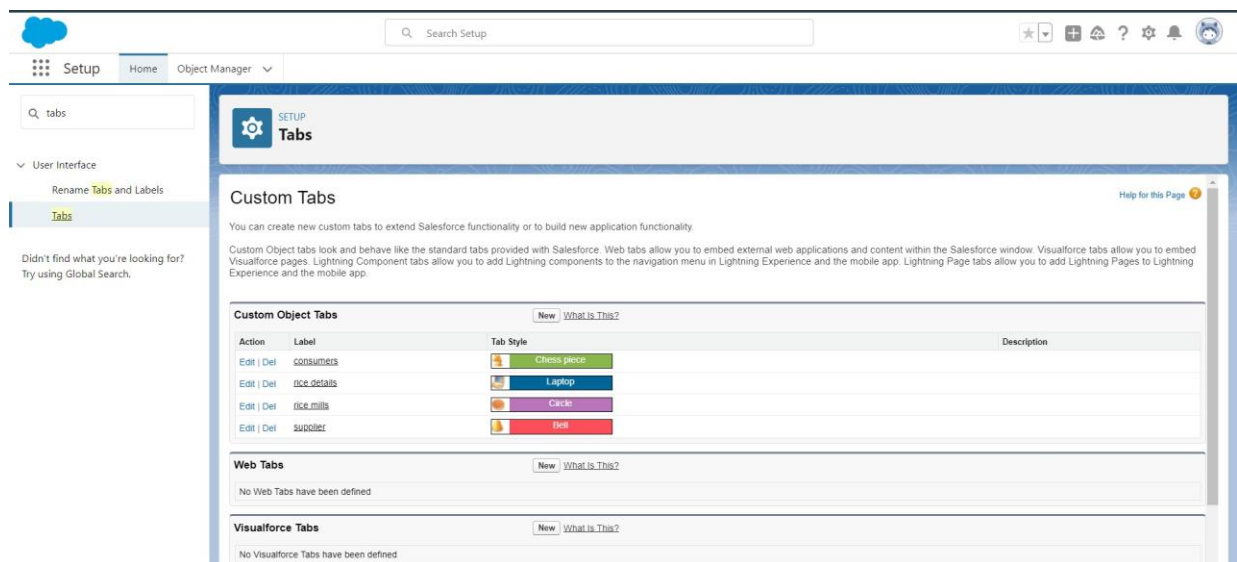 Search Setup
Setup
Home
Object Manager
tabs
User Interface
Rename Tabs and Labels
Tabs
Didn't find what you're looking for?
Try using Global Search.
SETUP
Tabs
Custom Tabs
Help for this Page
You can create new custom tabs to extend Salesforce functionality or to build new application functionality.
Custom Object tabs look and behave like the standard tabs provided with Salesforce. Web tabs allow you to embed external web applications and content within the Salesforce window. Visualforce tabs allow you to embed
Visualforce pages. Lightning Component tabs allow you to add Lightning components to the navigation menu in Lightning Experience and the mobile app. Lightning Page tabs allow you to add Lightning Pages to Lightning
Experience and the mobile app.
Custom Object Tabs New What Is This?
Action Label Tab Style Description
Edit | Del consumers Chess piece
Edit | Del rice details Laptop
Edit | Del rice mills Circle
Edit | Del supplier Bell
Web Tabs New What Is This?
No Web Tabs have been defined
Visualforce Tabs New What Is This?
No Visualforce Tabs have been defined